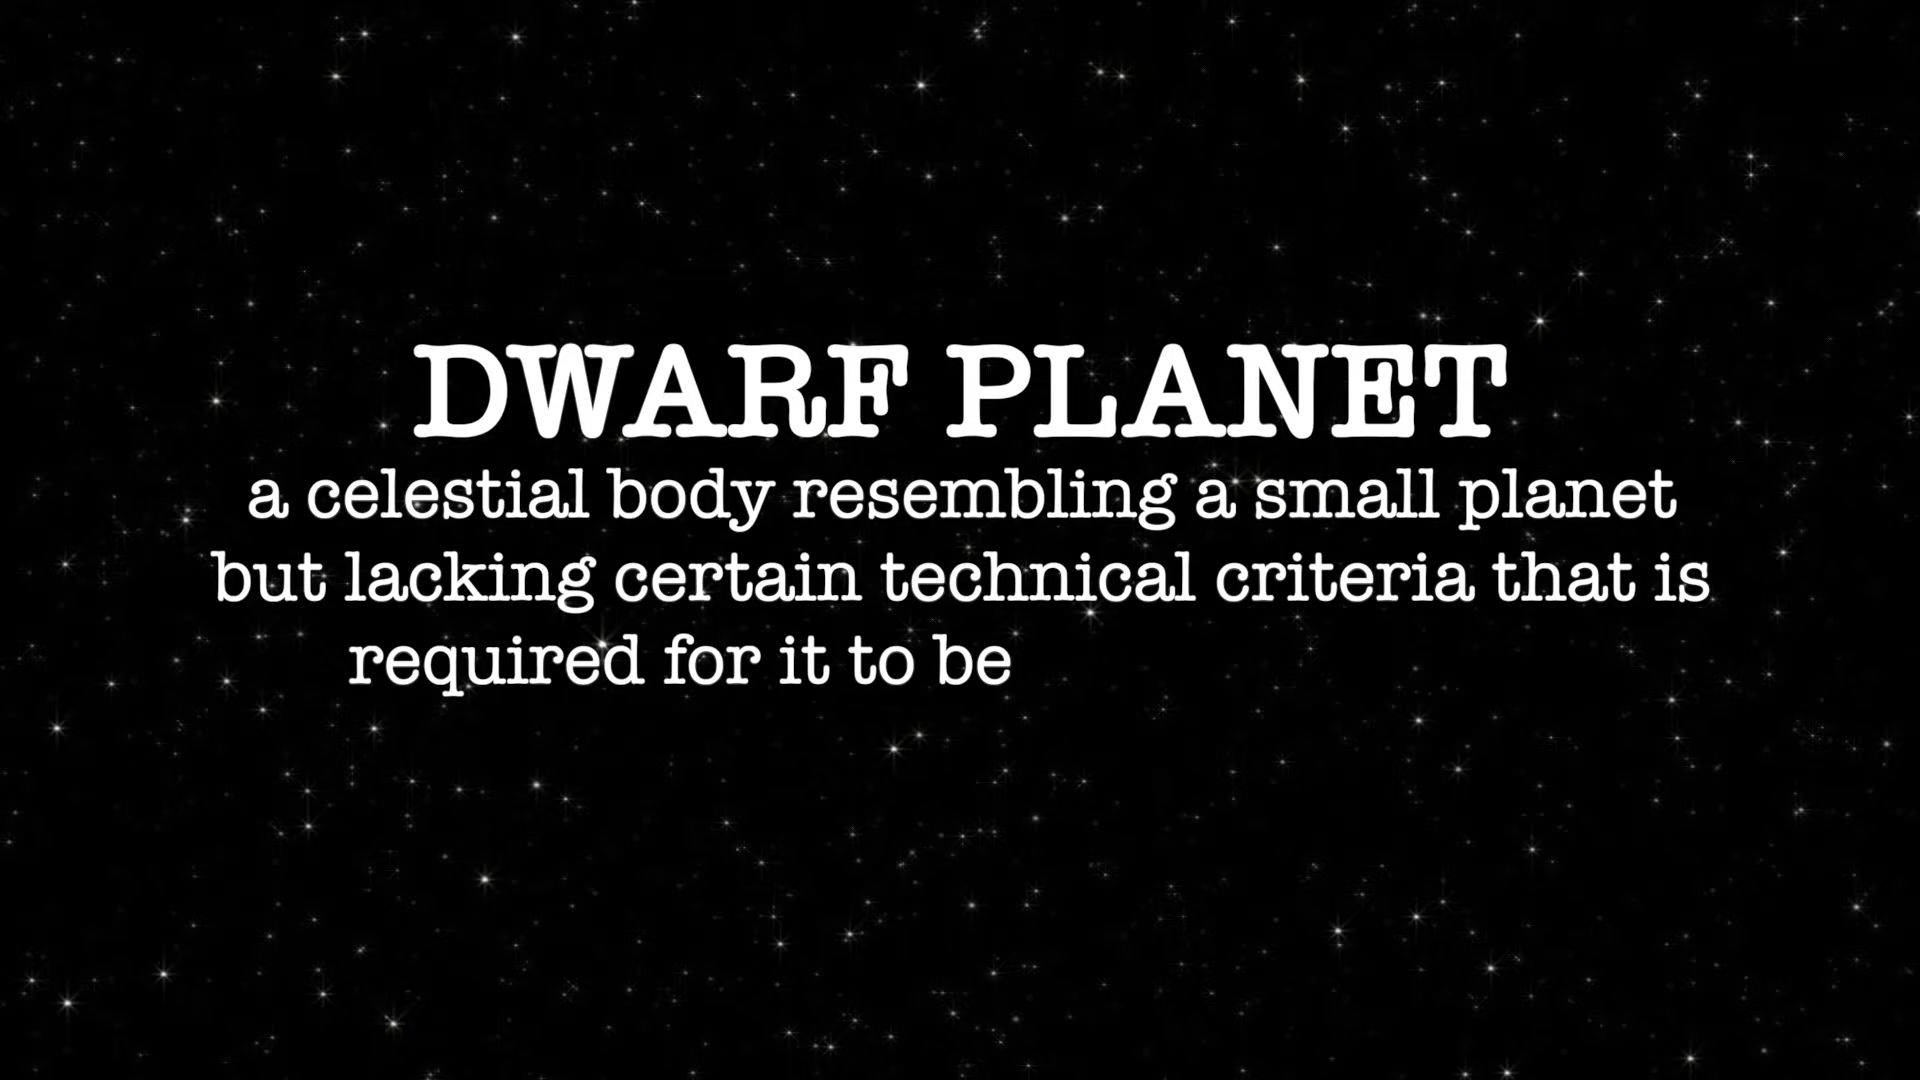 DWARF PLANET
a celestial body resembling a small planet
but lacking certain technical criteria that is
required for it to be